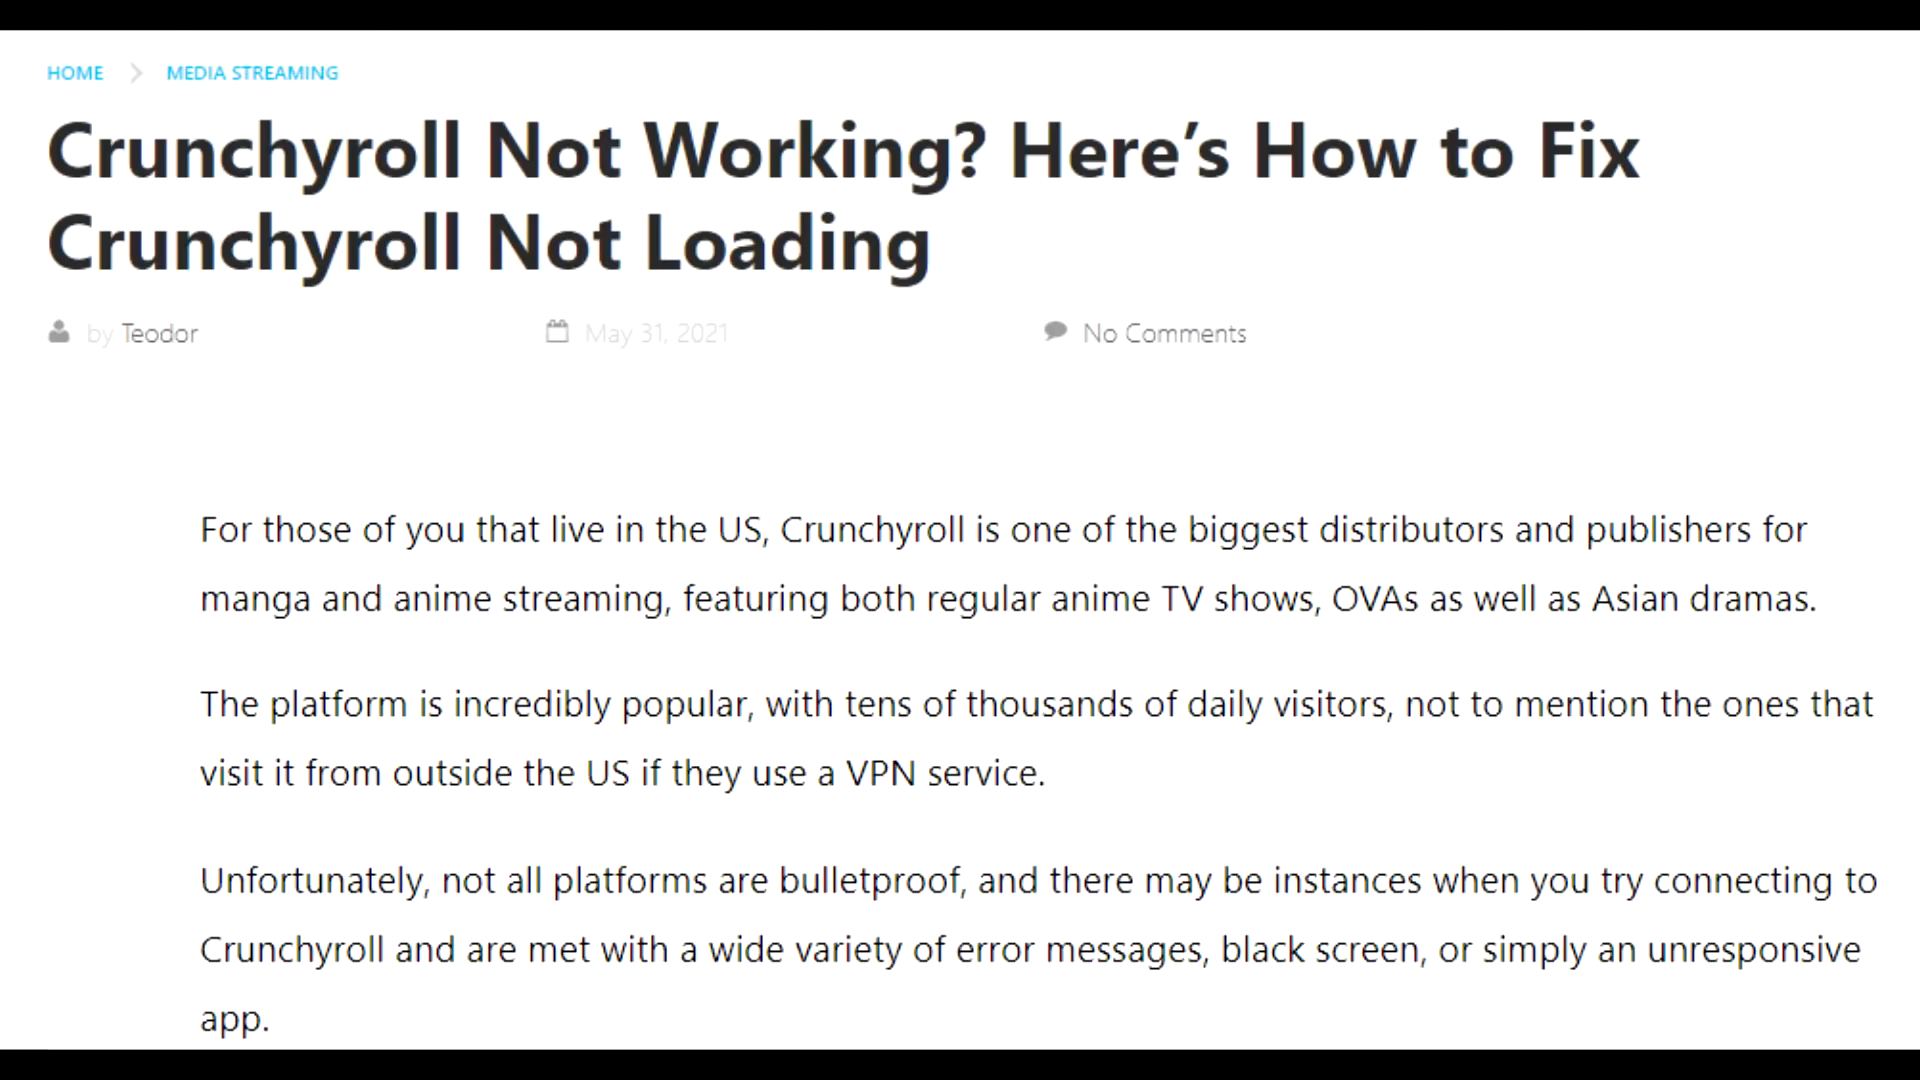 HOME > MEDIA STREAMING
Crunchyroll Not Working? Here’s How to Fix
Crunchyroll Not Loading
by Teodor May 31, 2021 No Comments
For those of you that live in the US, Crunchyroll is one of the biggest distributors and publishers for
manga and anime streaming, featuring both regular anime TV shows, OVAs as well as Asian dramas.
The platform is incredibly popular, with tens of thousands of daily visitors, not to mention the ones that
visit it from outside the US if they use a VPN service.
Unfortunately, not all platforms are bulletproof, and there may be instances when you try connecting to
Crunchyroll and are met with a wide variety of error messages, black screen, or simply an unresponsive
app.